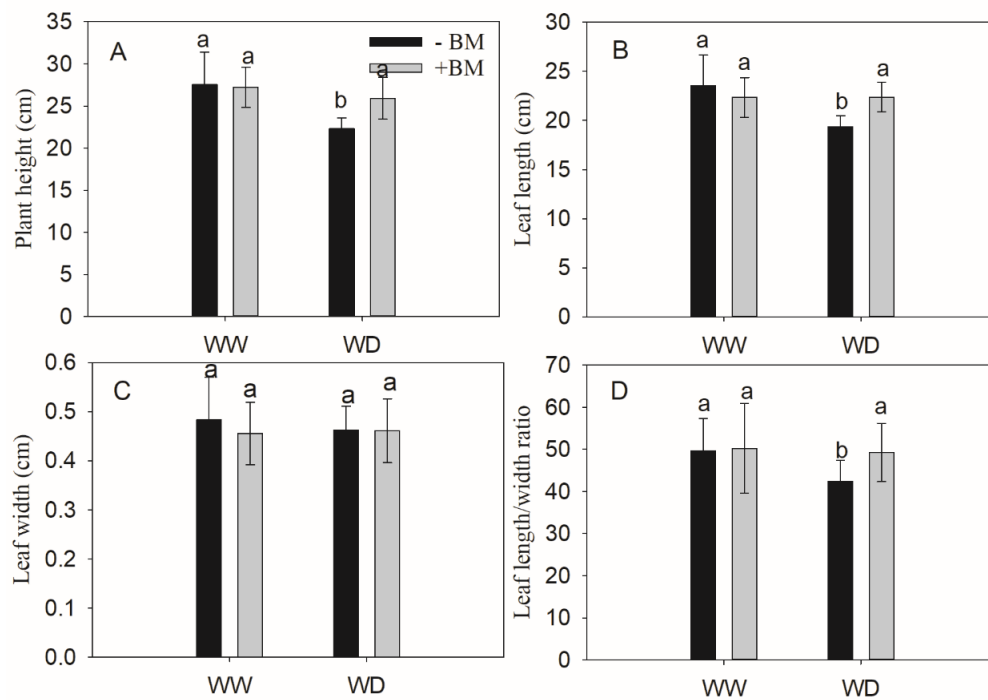 A
Plant height (cm)
35
30
25
20
15
10
5
0
a
a
b
a
- BM
+BM
WW
WD
B
Leaf length (cm)
30
25
20
15
10
5
0
a
a
b
a
WW
WD
C
Leaf width (cm)
0.6
0.5
0.4
0.3
0.2
0.1
0.0
a
a
a
a
WW
WD
D
Leaf length/width ratio
70
60
50
40
30
20
10
0
a
a
b
a
WW
WD